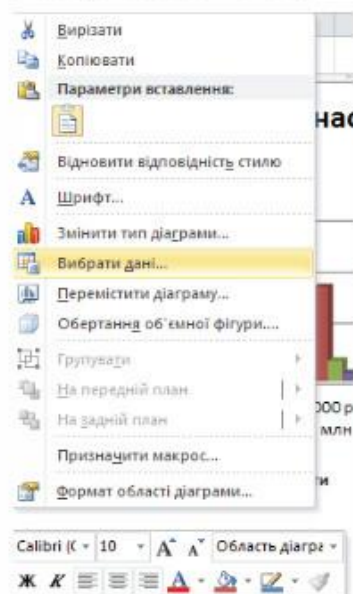 Вирізати
Копіювати
Параметри вставлення:
нас
Відновити відповідність стилю
Шрифт...
Змінити тип діаграми...
Вибрати дані...
Перемістити діаграму...
Обертання об'ємної фігури....
Групувати
На передній план
000 р
На задній план
млн
Призначити макрос...
ти
Формат області діаграми...
Calibri (С 10 А А Область діагра
Ж К А